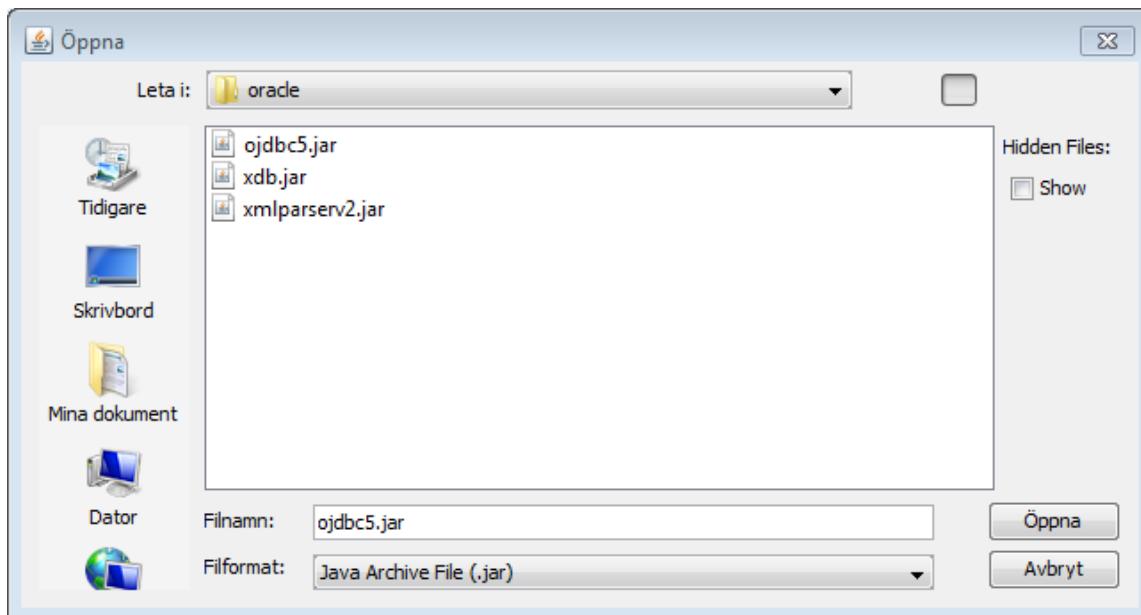 Öppna
Leta i:
oracle
Tidigare
Skrivbord
Mina dokument
Dator
ojdbc5.jar
xdb.jar
xmlparserv2.jar
Hidden Files:
Show
Filnamn:
ojdbc5.jar
Öppna
Filformat:
Java Archive File (.jar)
Avbryt